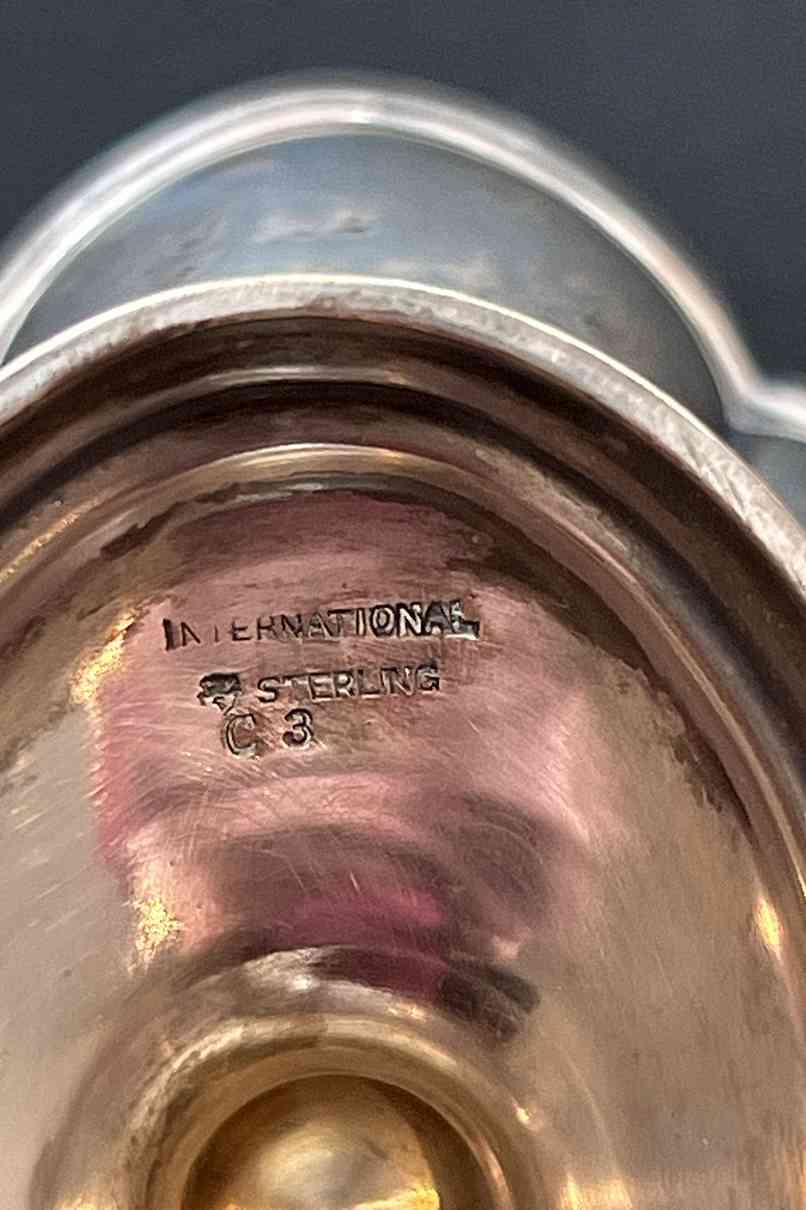 INTERNATIONAL
STERLING
C 3